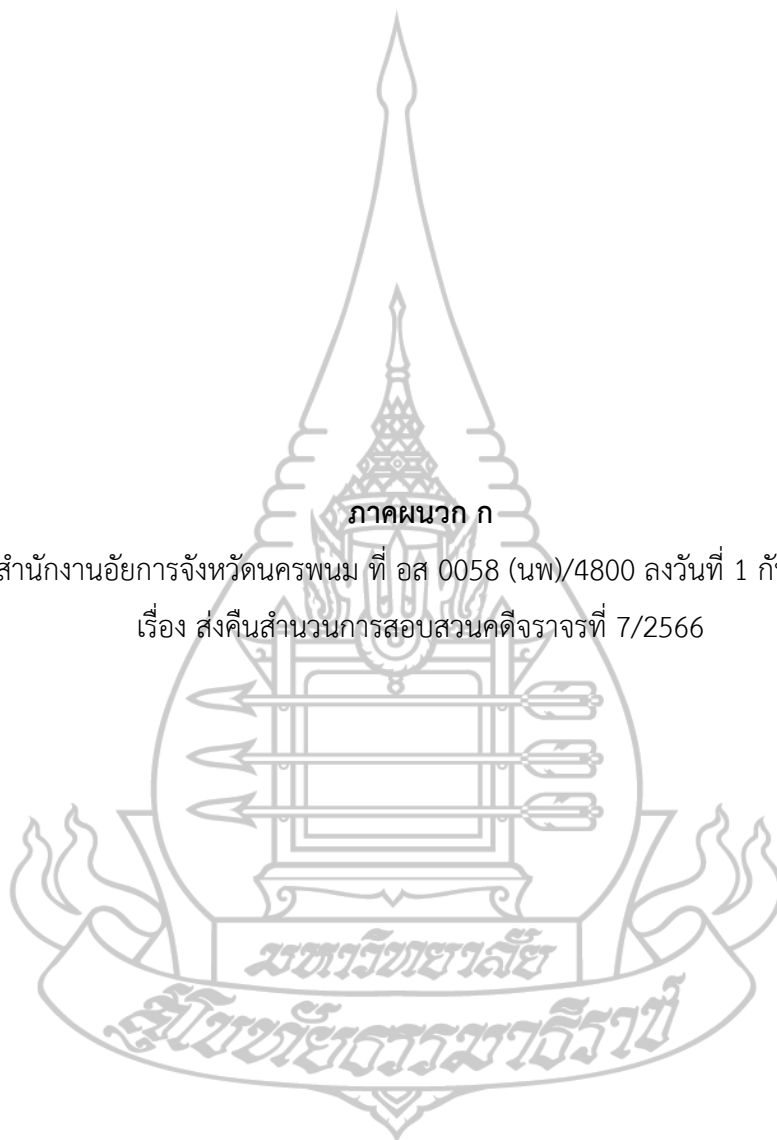 ภาคผนวก ก
สำนักงานอัยการจังหวัดนครพนม ที่ อส 0058 (นพ)/4800 ลงวันที่ 1
เรื่อง ส่งคืนสำนวนการสอบสวนคดีจราจรที่ 7/2566
มหาวิทยาลัย
สุโขทัยธรรมาธิราช